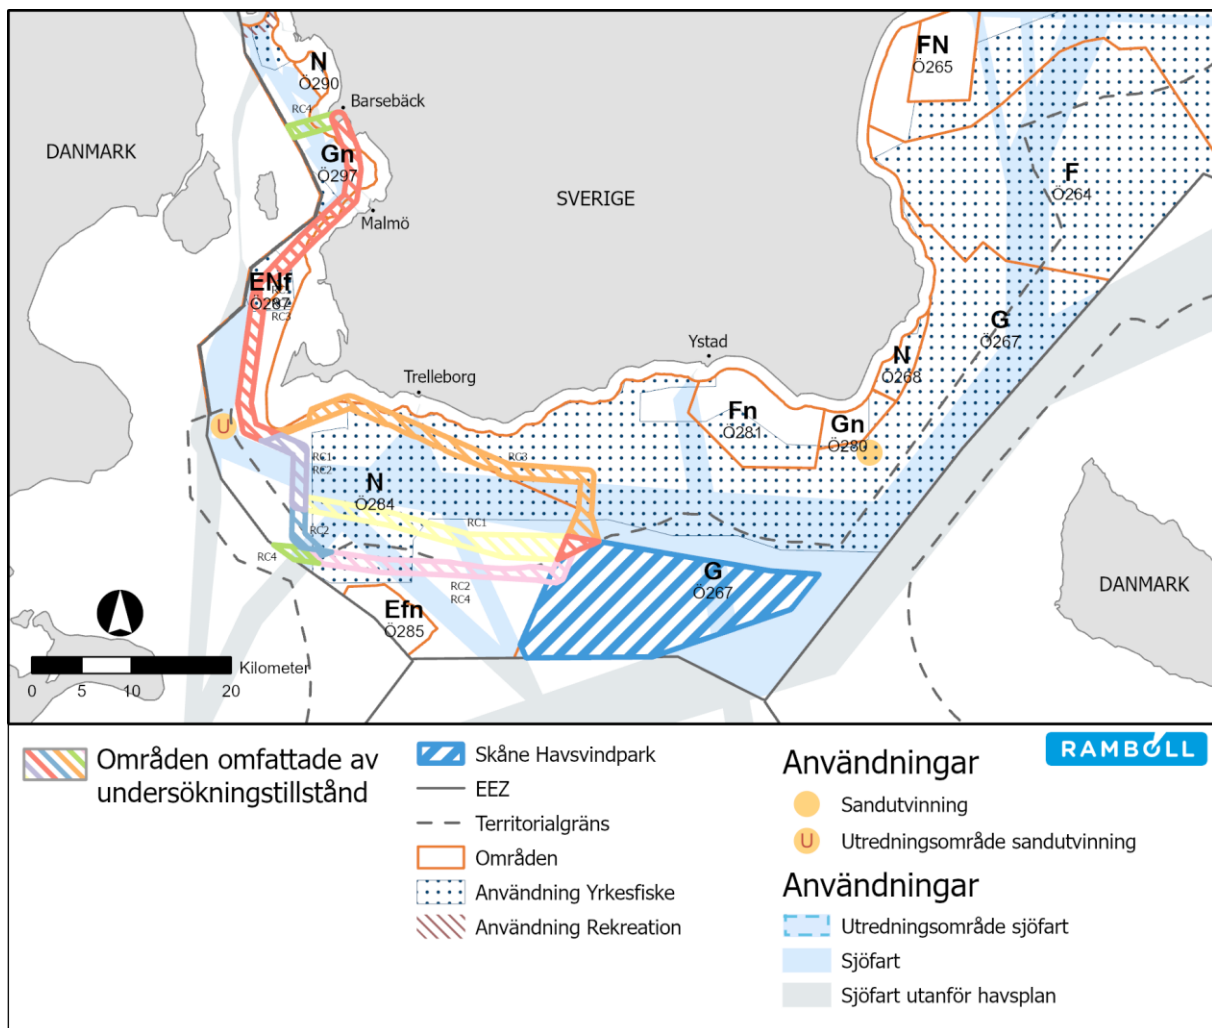 N
Ö290
FN
Ö265
RC4
Barsebäck
DANMARK
Gn
Ö297
F
Ö264
SVERIGE
Malmö
ENf
Ö287
RC3
G
Ö267
Ystad
N
Ö268
Trelleborg
Fn
Ö281
Gn
Ö280
U
RC1
RC2
RC3
N
Ö284
RC1
RC2
RC4
G
Ö267
RC2
RC4
DANMARK
Efn
Ö285
Kilometer
0 5 10 20
Områden omfattade av
undersökningstillstånd
Skåne Havsvindpark
EEZ
Territorialgräns
Områden
Användning Yrkesfiske
Användning Rekreation
RAMBOLL
Användningar
Sandutvinning
U Utredningsområde sandutvinning
Användningar
Utredningsområde sjöfart
Sjöfart
Sjöfart utanför havsplan